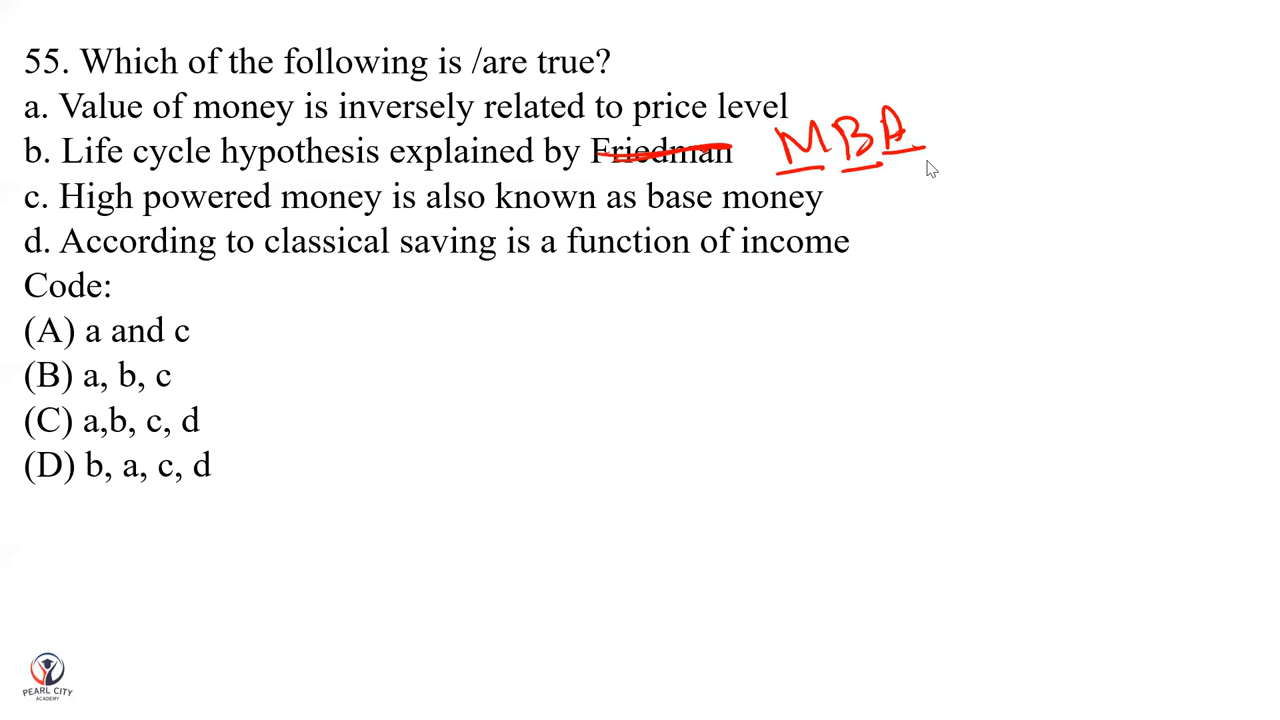 55. Which of the following is /are true?
a. Value of money is inversely related to price level
b. Life cycle hypothesis explained by Friedman MBA
c. High powered money is also known as base money
d. According to classical saving is a function of income
Code:
(A) a and c
(B) a, b, c
(C) a,b, c, d
(D) b, a, c, d
PEARL CITY
ACADEMY